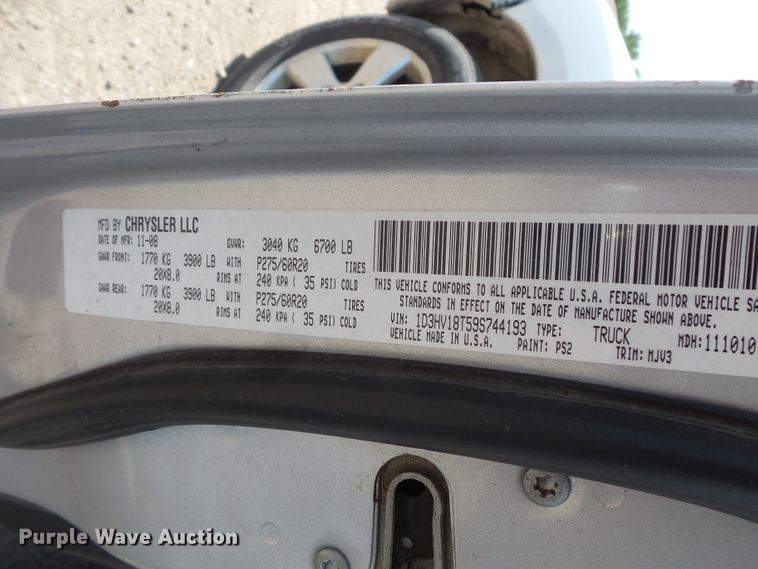 MFD BY CHRYSLER LLC
DATE OF MFR: 11-08 GVWR: 3040 KG 6700 LB
GAWR FRONT: 1770 KG 3900 LB WITH P275/60R20 TIRES
20X8.0 RIMS AT 240 KPA ( 35 PSI) COLD
GAWR REAR: 1770 KG 3900 LB WITH P275/60R20 TIRES
20X8.0 RIMS AT 240 KPA ( 35 PSI) COLD
THIS VEHICLE CONFORMS TO ALL APPLICABLE U.S.A. FEDERAL MOTOR VEHICLE SA
STANDARDS IN EFFECT ON THE DATE OF MANUFACTURE SHOWN ABOVE.
VIN: 1D3HV18T59S744193 TYPE: TRUCK MDH: 111010
VEHICLE MADE IN U.S.A. PAINT: PS2 TRIM: MJV3
Purple Wave Auction®